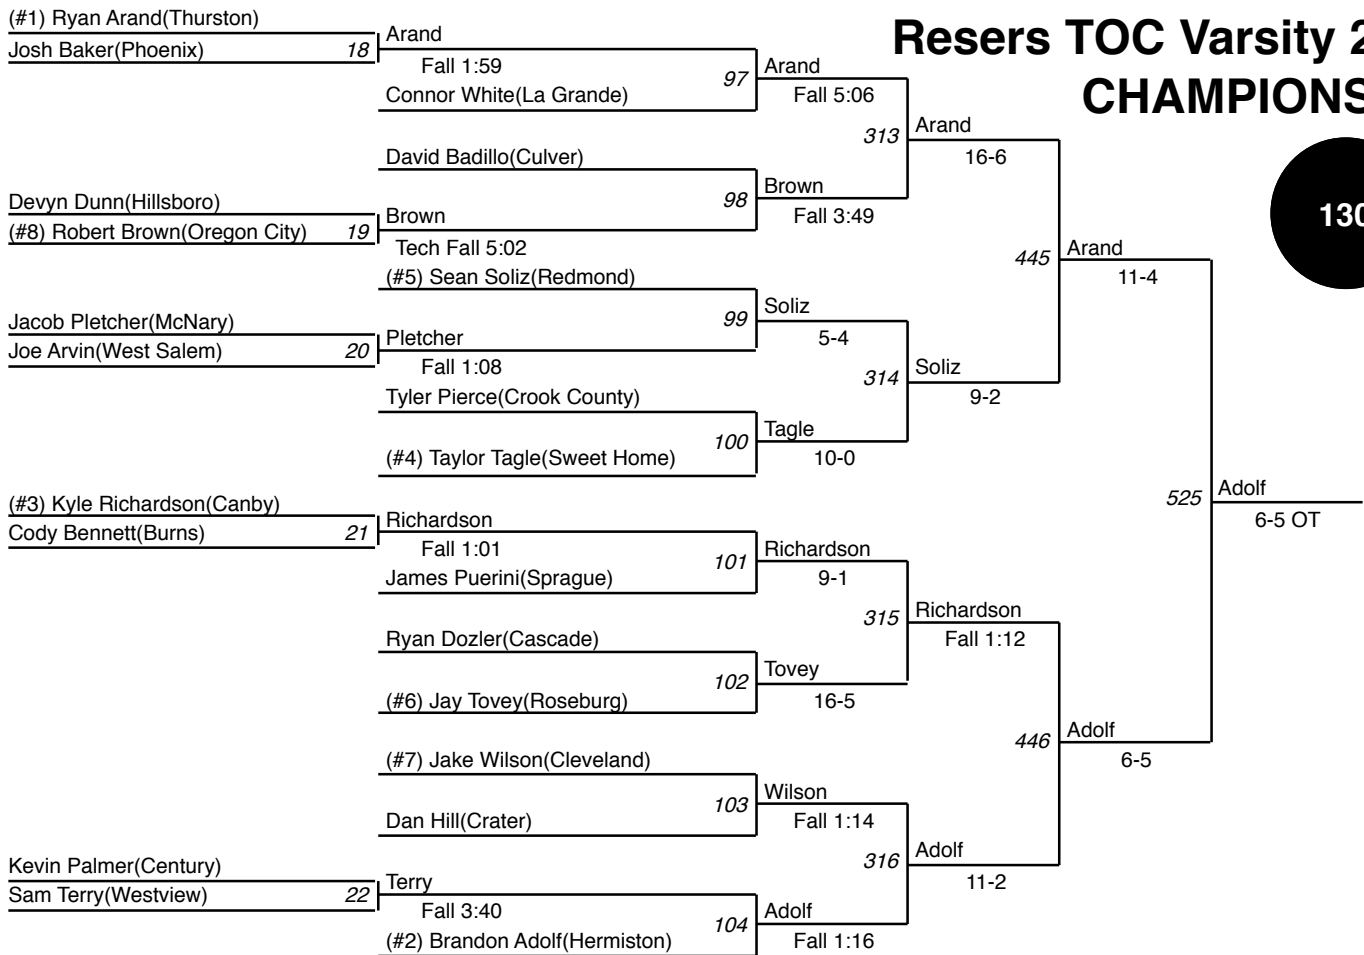 Resers TOC Varsity 2
CHAMPIONS
130
(#1) Ryan Arand(Thurston)
Josh Baker(Phoenix) 18
Arand
Fall 1:59
Connor White(La Grande)
97
Arand
Fall 5:06
David Badillo(Culver)
Devyn Dunn(Hillsboro)
(#8) Robert Brown(Oregon City) 19
Brown
Tech Fall 5:02
98
Brown
Fall 3:49
313
Arand
16-6
(#5) Sean Soliz(Redmond)
Jacob Pletcher(McNary)
Joe Arvin(West Salem) 20
Pletcher
Fall 1:08
99
Soliz
5-4
Tyler Pierce(Crook County)
(#4) Taylor Tagle(Sweet Home)
100
Tagle
10-0
314
Soliz
9-2
445
Arand
11-4
(#3) Kyle Richardson(Canby)
Cody Bennett(Burns) 21
Richardson
Fall 1:01
James Puerini(Sprague)
101
Richardson
9-1
Ryan Dozler(Cascade)
(#6) Jay Tovey(Roseburg)
102
Tovey
16-5
315
Richardson
Fall 1:12
(#7) Jake Wilson(Cleveland)
Dan Hill(Crater)
103
Wilson
Fall 1:14
Kevin Palmer(Century)
Sam Terry(Westview) 22
Terry
Fall 3:40
(#2) Brandon Adolf(Hermiston)
104
Adolf
Fall 1:16
316
Adolf
11-2
446
Adolf
6-5
525
Adolf
6-5 OT